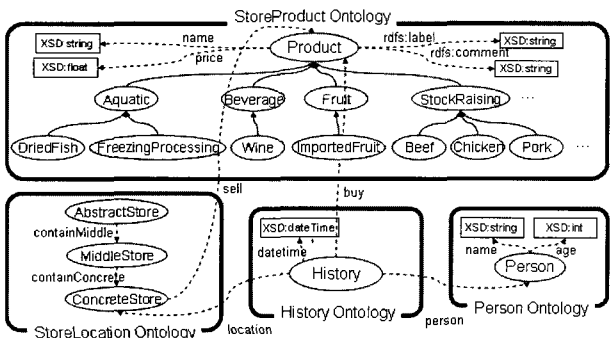 StoreProduct Ontology
XSD:string
name
Product
rdfs:label
XSD:string
XSD:float
price
rdfs:comment
XSD:string
Aquatic
Beverage
Fruit
StockRaising
...
DriedFish
FreezingProcessing
Wine
ImportedFruit
Beef
Chicken
Pork
...
sell
buy
AbstractStore
containMiddle
MiddleStore
containConcrete
ConcreteStore
StoreLocation Ontology
XSD:dateTime
datetime
History
History Ontology
location
person
XSD:string
XSD:int
name
age
Person
Person Ontology